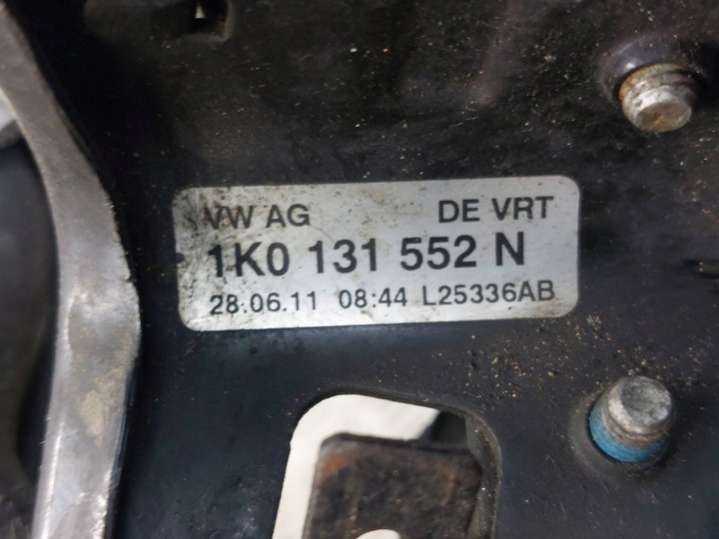 VW AG DE VRT
1K0 131 552 N
28.06.11 08:44 L25336AB